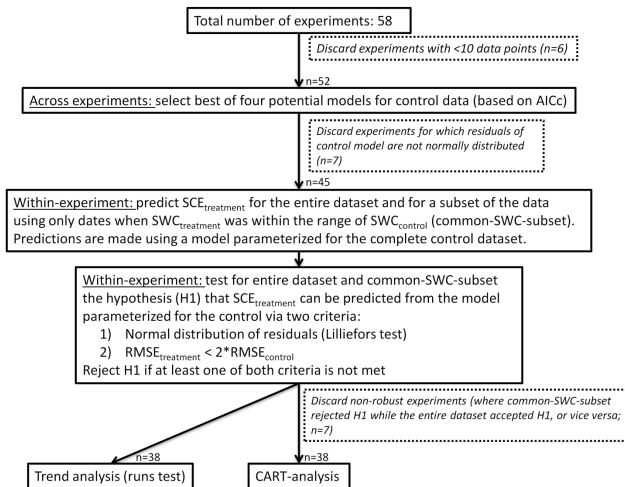 Total number of experiments: 58
Discard experiments with <10 data points (n=6)
n=52
Across experiments: select best of four potential models for control data (based on AICc)
Discard experiments for which residuals of
control model are not normally distributed
(n=7)
n=45
Within-experiment: predict SCEtreatment for the entire dataset and for a subset of the data
using only dates when SWCtreatment was within the range of SWCcontrol (common-SWC-subset).
Predictions are made using a model parameterized for the complete control dataset.
Within-experiment: test for entire dataset and common-SWC-subset
the hypothesis (H1) that SCEtreatment can be predicted from the model
parameterized for the control via two criteria:
1) Normal distribution of residuals (Lilliefors test)
2) RMSEtreatment < 2*RMSEcontrol
Reject H1 if at least one of both criteria is not met
Discard non-robust experiments (where common-SWC-subset
rejected H1 while the entire dataset accepted H1, or vice versa;
n=7)
n=38
n=38
Trend analysis (runs test)
CART-analysis